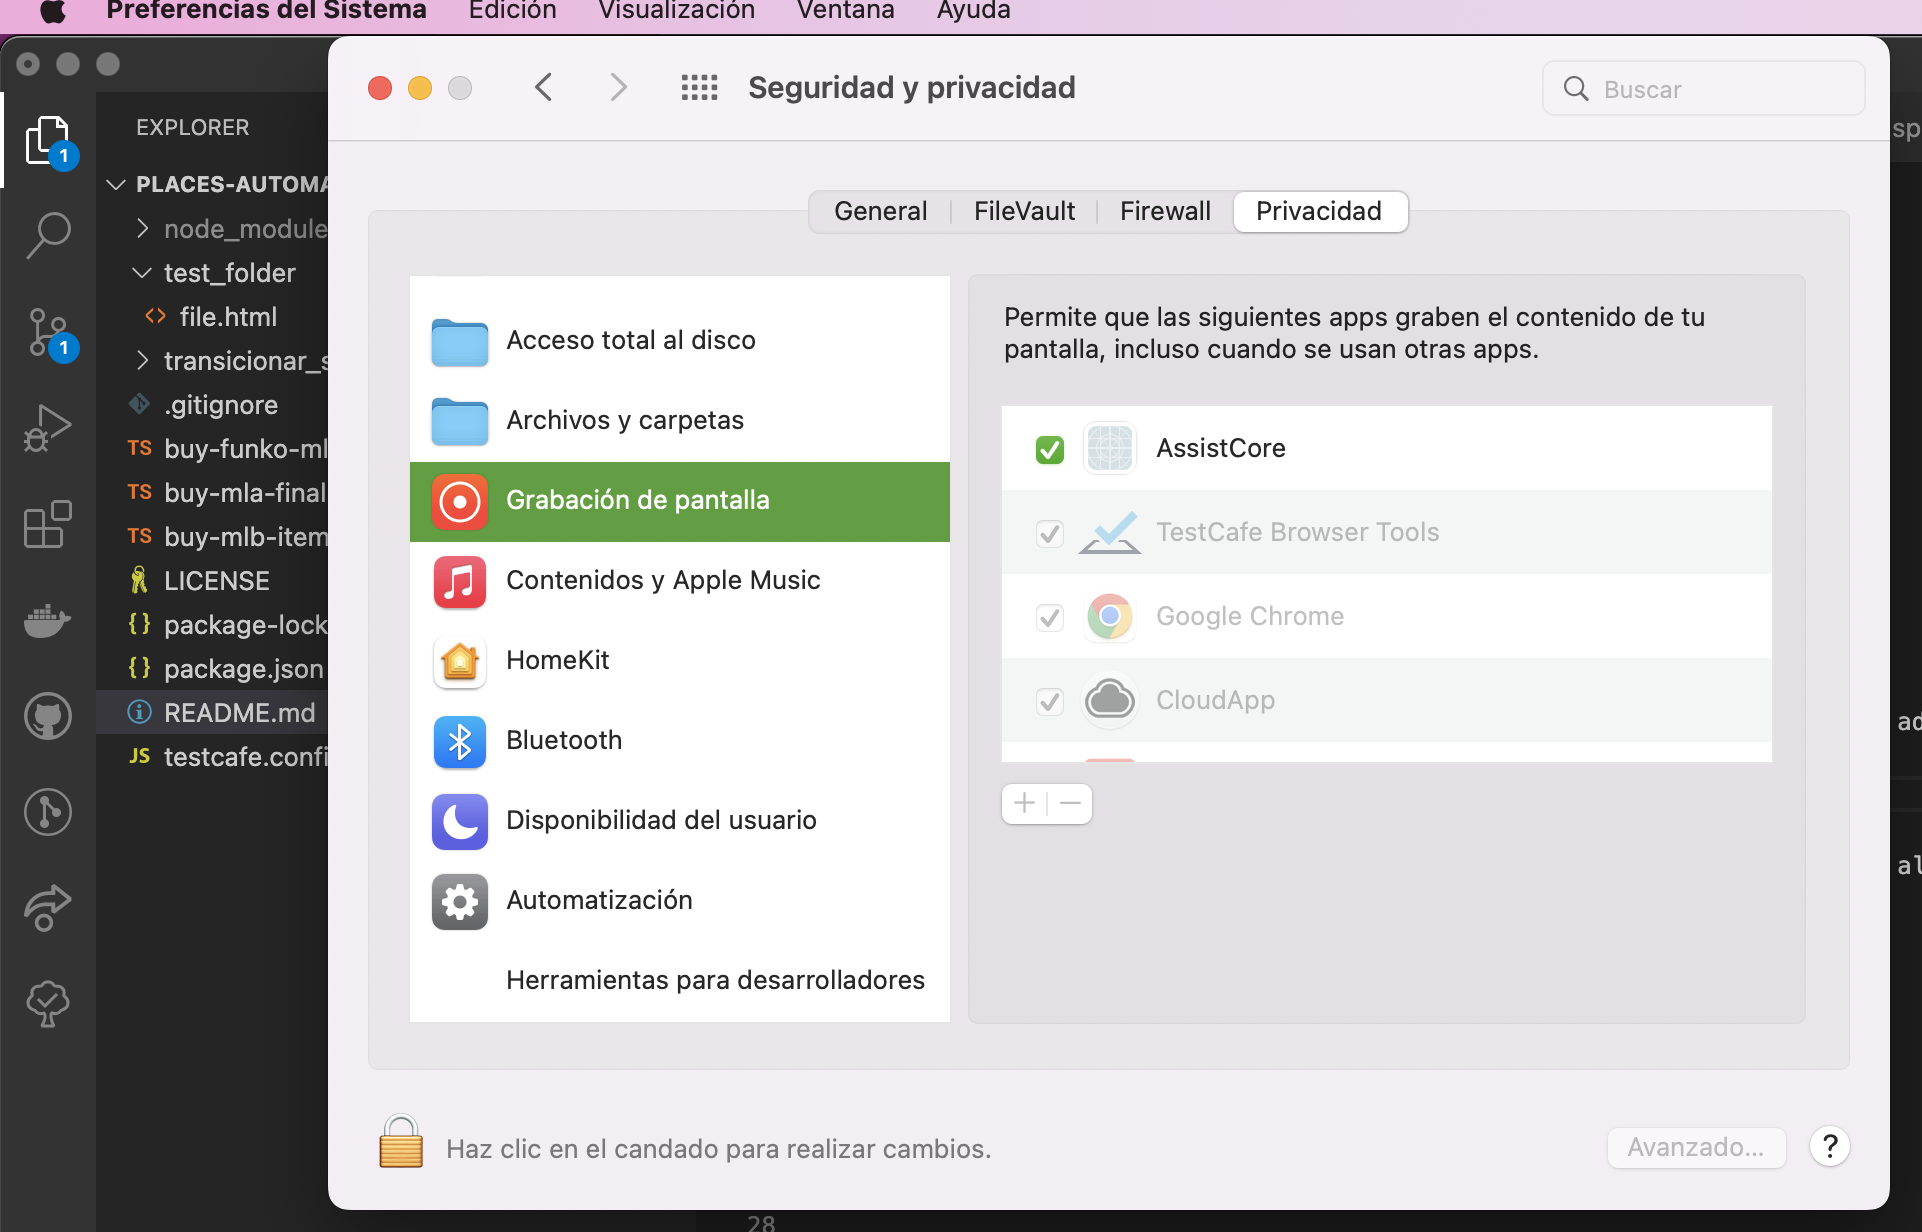 Preferencias del Sistema Edición Visualización Ventana Ayuda
Seguridad y privacidad
Buscar
EXPLORER
1
PLACES-AUTOMA
node_module
test_folder
file.html
1
transicionar_s
.gitignore
TS buy-funko-ml
TS buy-mla-final
TS buy-mlb-item
LICENSE
{} package-lock
{} package.json
README.md
JS testcafe.confi
General FileVault Firewall Privacidad
Acceso total al disco
Archivos y carpetas
Grabación de pantalla
Contenidos y Apple Music
HomeKit
Bluetooth
Disponibilidad del usuario
Automatización
Herramientas para desarrolladores
Permite que las siguientes apps graben el contenido de tu
pantalla, incluso cuando se usan otras apps.
AssistCore
TestCafe Browser Tools
Google Chrome
CloudApp
Haz clic en el candado para realizar cambios.
Avanzado...
?
sp
ad
al
28